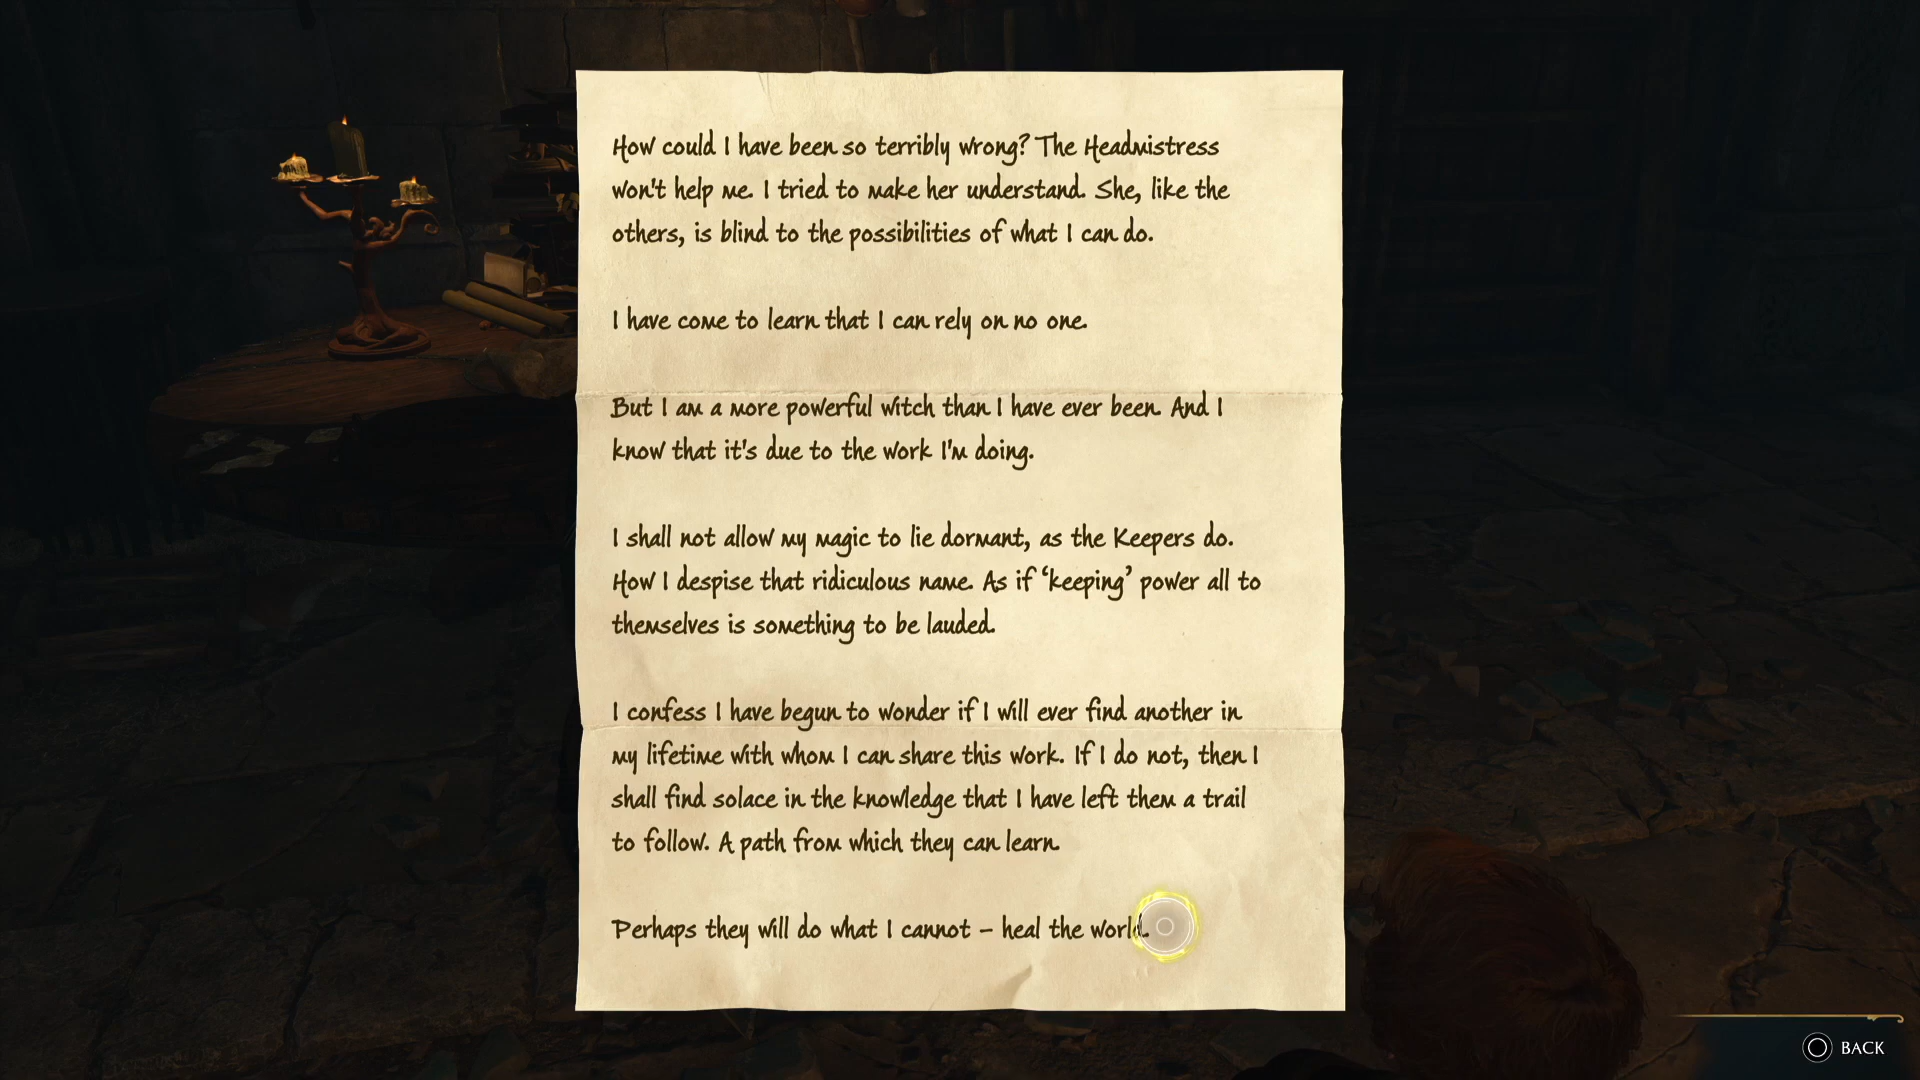 How could I have been so terribly wrong? The Headmistress
won't help me. I tried to make her understand. She, like the
others, is blind to the possibilities of what I can do.
I have come to learn that I can rely on no one.
But I am a more powerful witch than I have ever been. And I
know that it's due to the work I'm doing.
I shall not allow my magic to lie dormant, as the Keepers do.
How I despise that ridiculous name. As if ‘keeping’ power all to
themselves is something to be lauded.
I confess I have begun to wonder if I will ever find another in
my lifetime with whom I can share this work. If I do not, then I
shall find solace in the knowledge that I have left them a trail
to follow. A path from which they can learn.
Perhaps they will do what I cannot – heal the world.
BACK